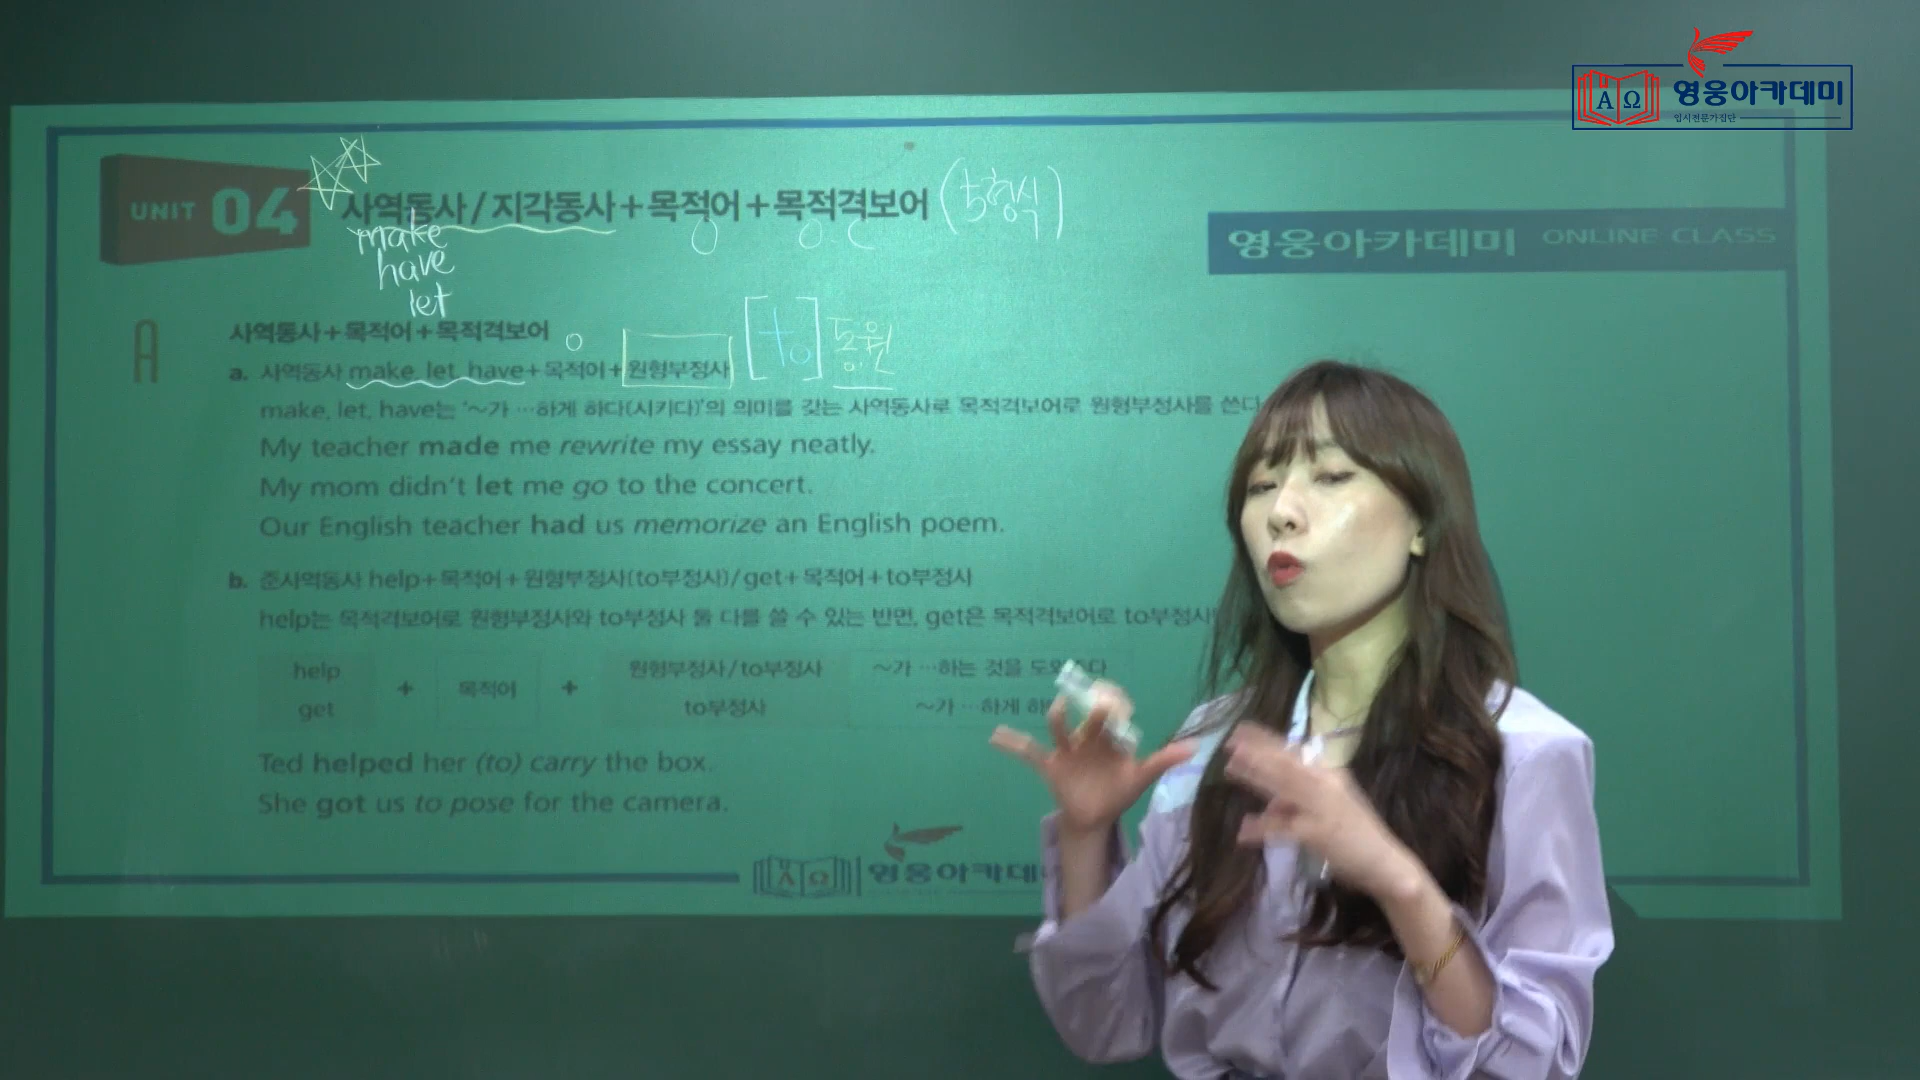 ΑΩ 영웅아카데미
입시전문가집단
UNIT 04 사역동사/지각동사+목적어+목적격보어 (5형식)
make
have
let
영웅아카데미 ONLINE CLASS
A 사역동사+목적어+목적격보어
o [to] 동원
a. 사역동사 make, let, have+목적어+원형부정사
make, let, have는 '~가 …하게 하다(시키다)'의 의미를 갖는 사역동사로 목적격보어로 원형부정사를 쓴다
My teacher made me rewrite my essay neatly.
My mom didn't let me go to the concert.
Our English teacher had us memorize an English poem.
b. 준사역동사 help+목적어+원형부정사(to부정사)/get+목적어+to부정사
help는 목적격보어로 원형부정사와 to부정사 둘 다를 쓸 수 있는 반면, get은 목적격보어로 to부정사
help 원형부정사/to부정사 ~가 …하는 것을
+ 목적어 +
get to부정사 ~가 …하게
Ted helped her (to) carry the box.
She got us to pose for the camera.
ΑΩ 영웅아카데